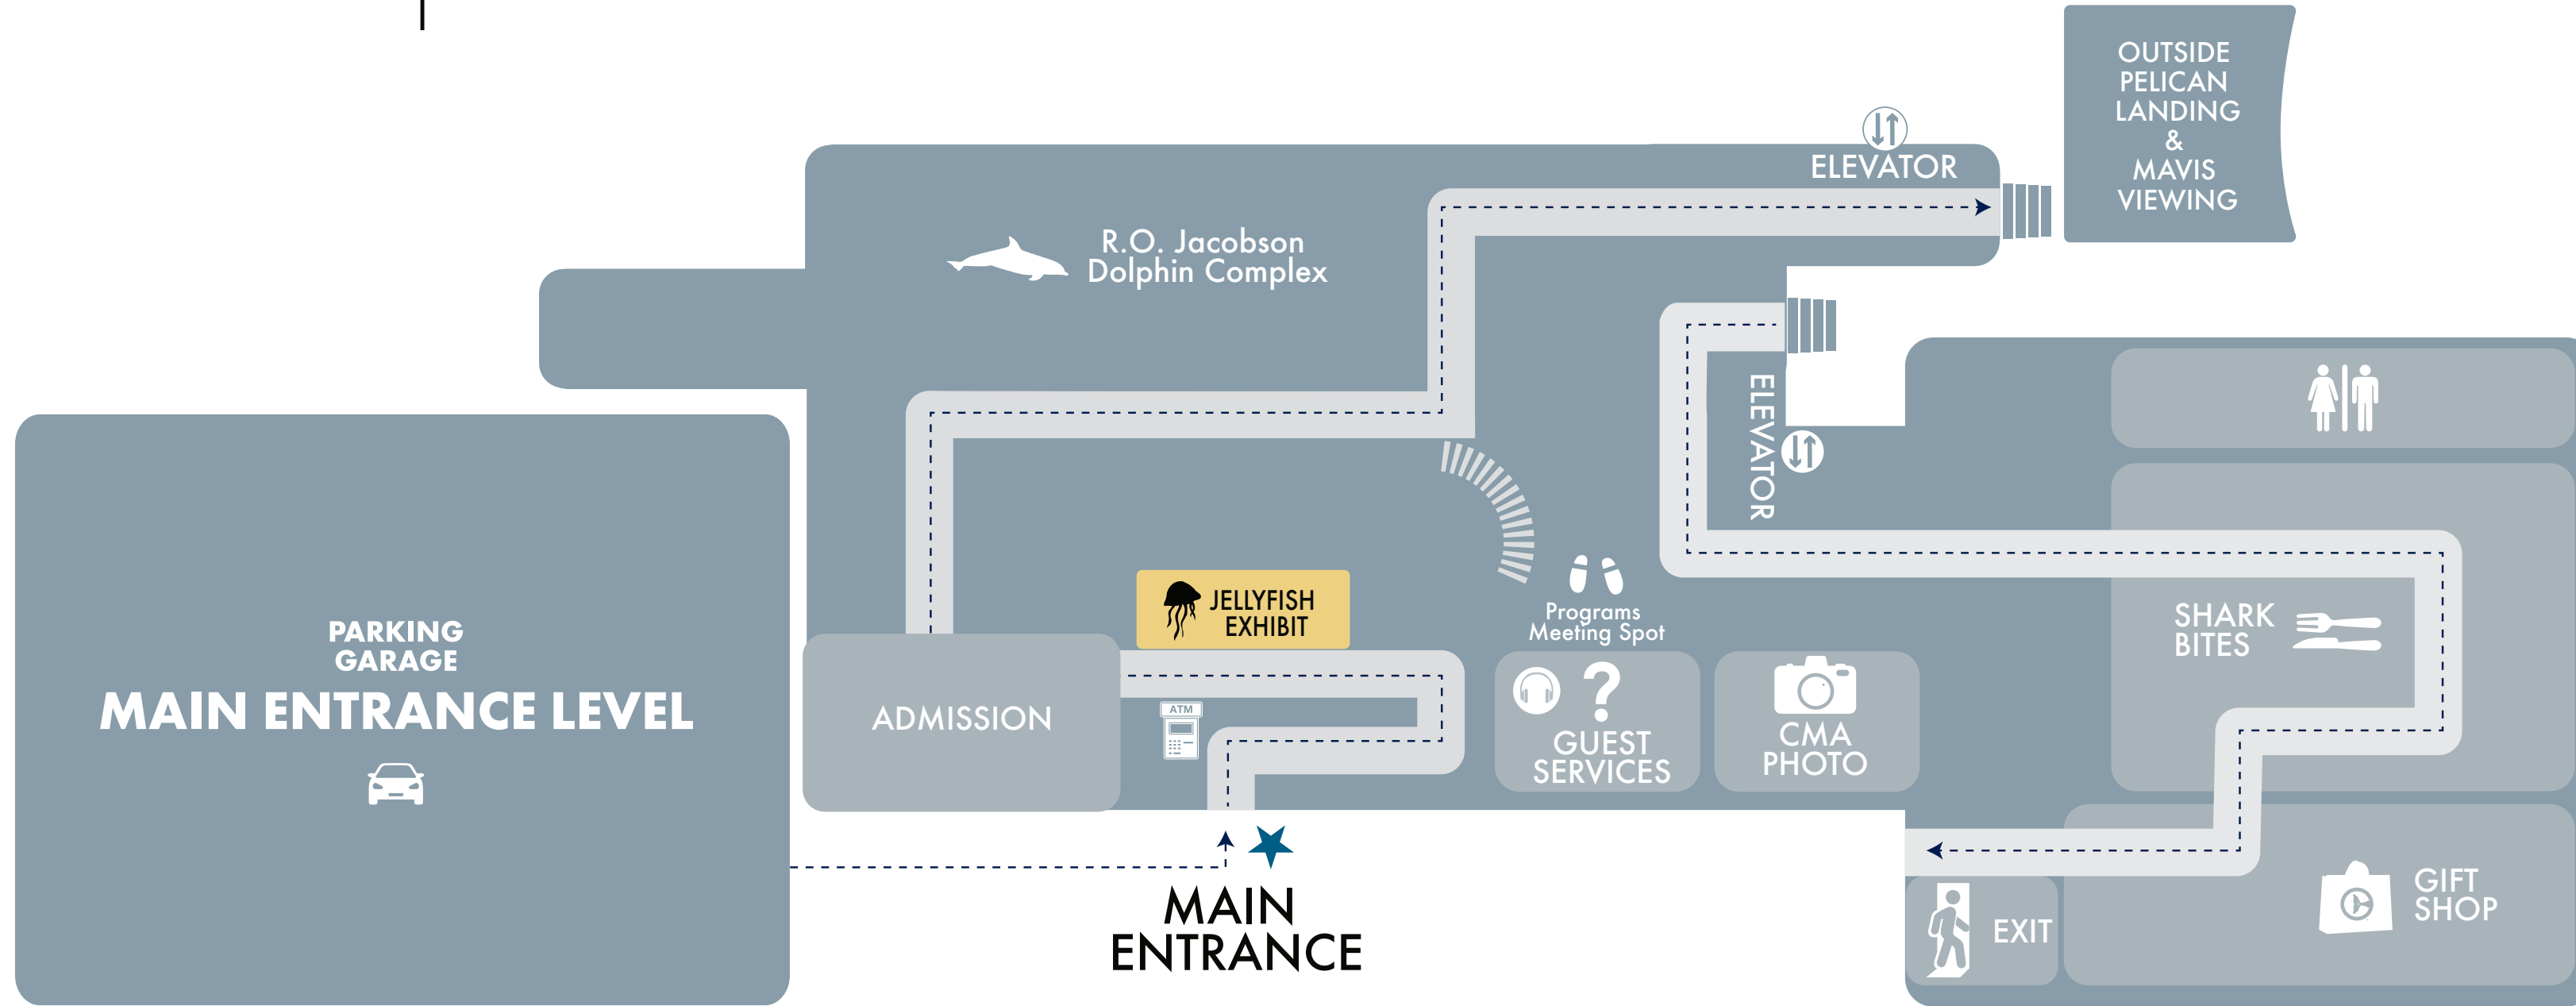 OUTSIDE
PELICAN
LANDING
&
MAVIS
VIEWING
ELEVATOR
R.O. Jacobson
Dolphin Complex
ELEVATOR
JELLYFISH
EXHIBIT
Programs
Meeting Spot
SHARK
BITES
PARKING
GARAGE
MAIN ENTRANCE LEVEL
ADMISSION
ATM
?
GUEST
SERVICES
CMA
PHOTO
MAIN
ENTRANCE
EXIT
GIFT
SHOP